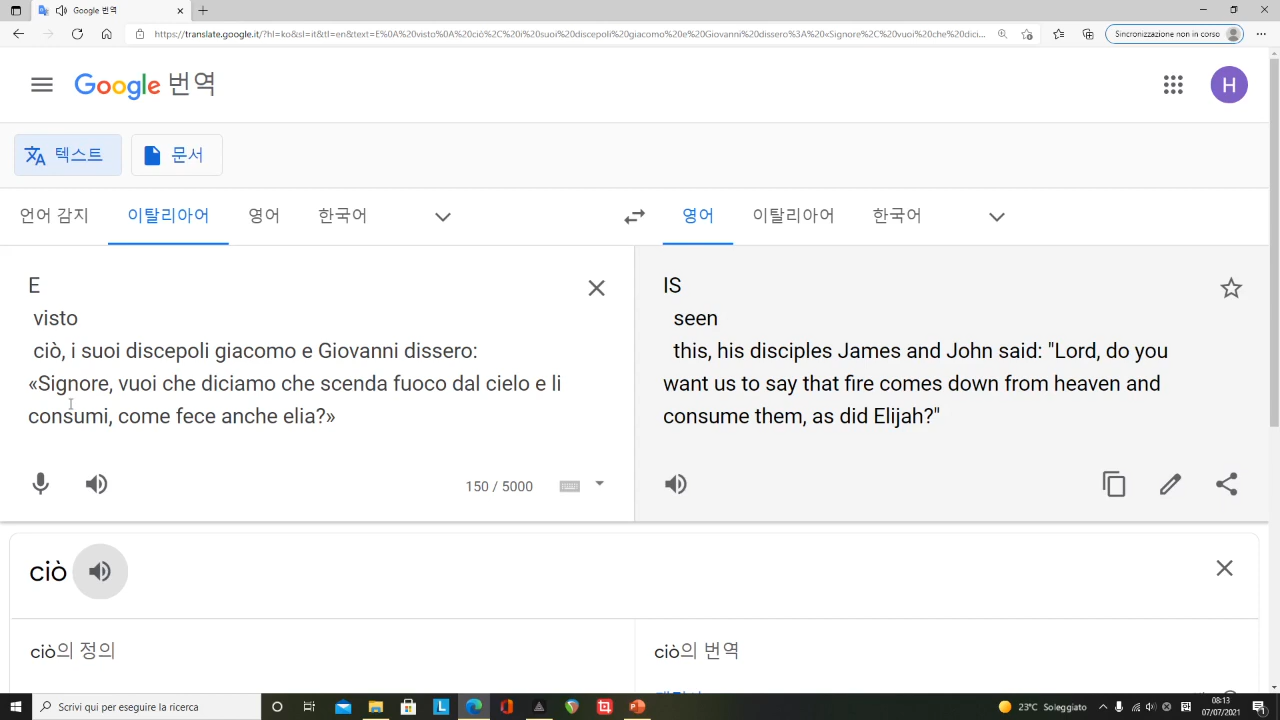 Google 번역
https://translate.google.it/?hl=ko&sl=it&tl=en&text=E%0A%20visto%0A%20ciò%2C%20i%20suoi%20discepoli%20giacomo%20e%20Giovanni%20dissero%3A%20«Signore%2C%20vuoi%20che%20dici...
Sincronizzazione non in corso
Google 번역
H
텍스트
문서
언어 감지 이탈리아어 영어 한국어
영어 이탈리아어 한국어
E
visto
ciò, i suoi discepoli giacomo e Giovanni dissero:
«Signore, vuoi che diciamo che scenda fuoco dal cielo e li
consumi, come fece anche elia?»
150 / 5000
IS
seen
this, his disciples James and John said: "Lord, do you
want us to say that fire comes down from heaven and
consume them, as did Elijah?"
ciò
ciò의 정의
ciò의 번역
Scrivi qui per eseguire la ricerca
23°C Soleggiato
08:13
07/07/2021